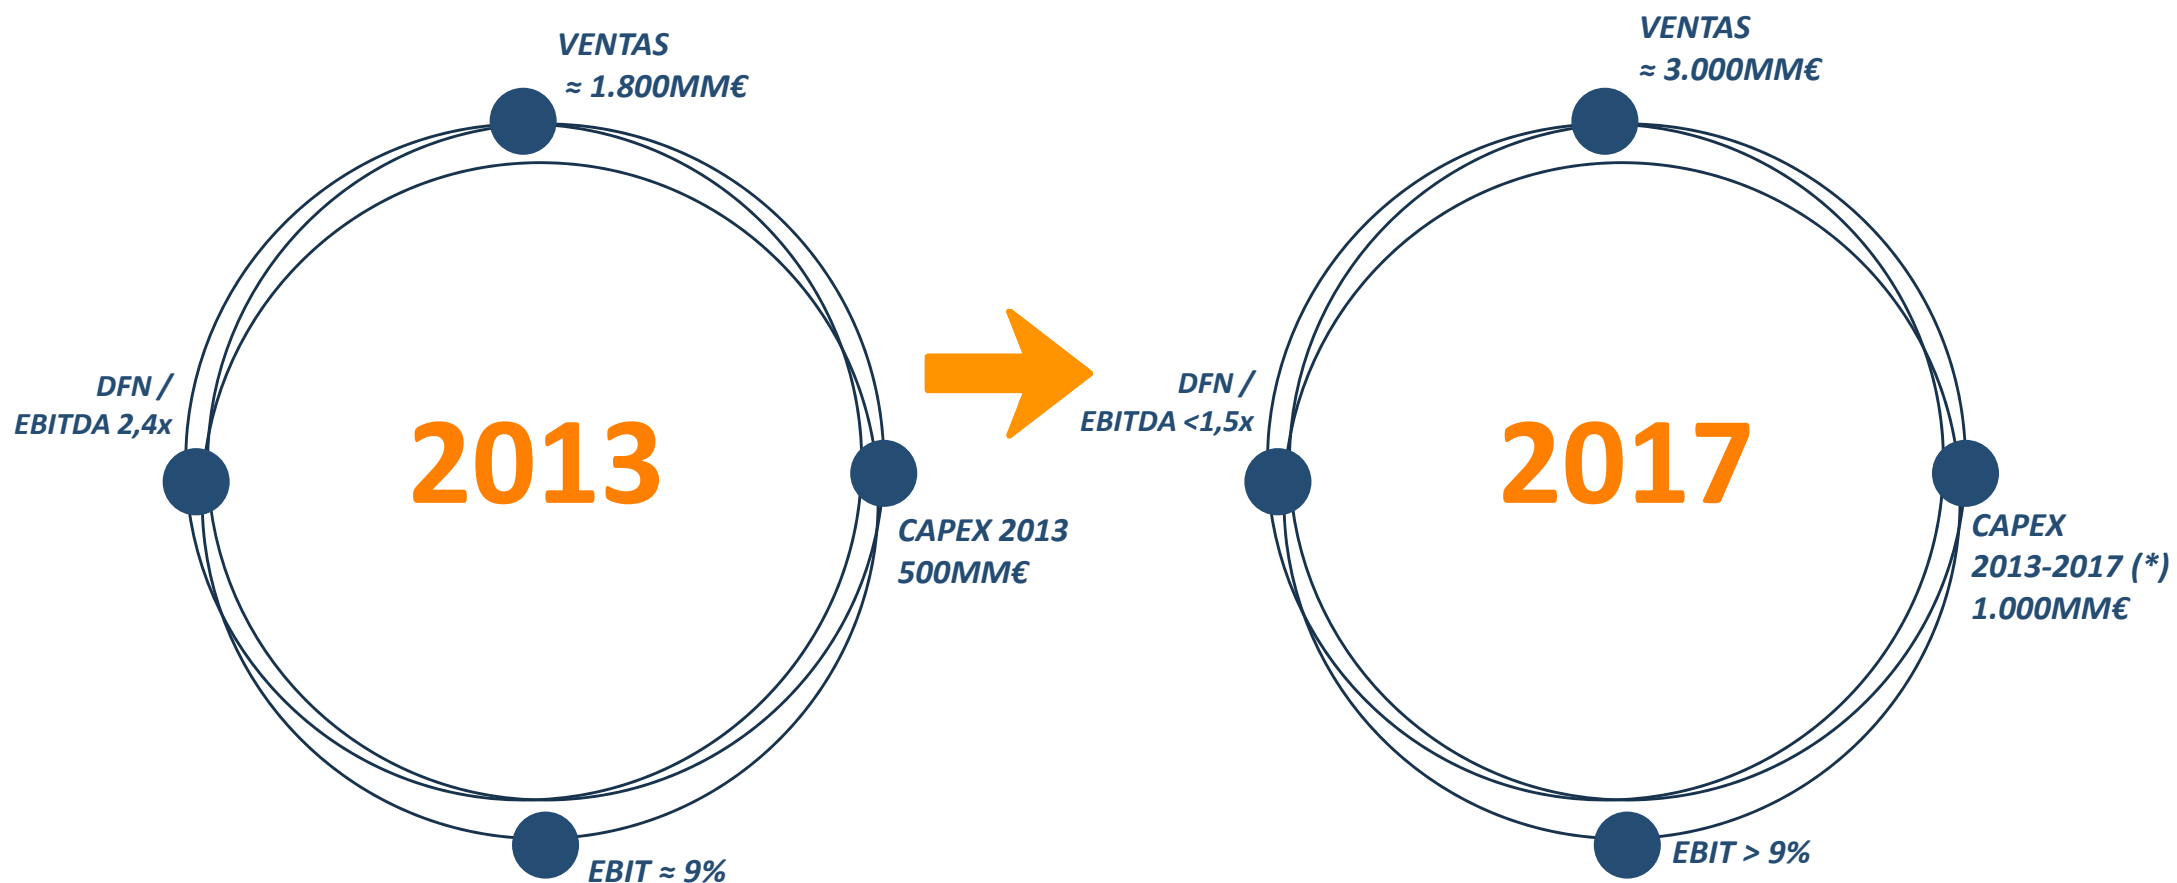 VENTAS
≈ 1.800MM€
DFN /
EBITDA 2,4x
2013
CAPEX 2013
500MM€
EBIT ≈ 9%
VENTAS
≈ 3.000MM€
DFN /
EBITDA <1,5x
2017
CAPEX
2013-2017 (*)
1.000MM€
EBIT > 9%